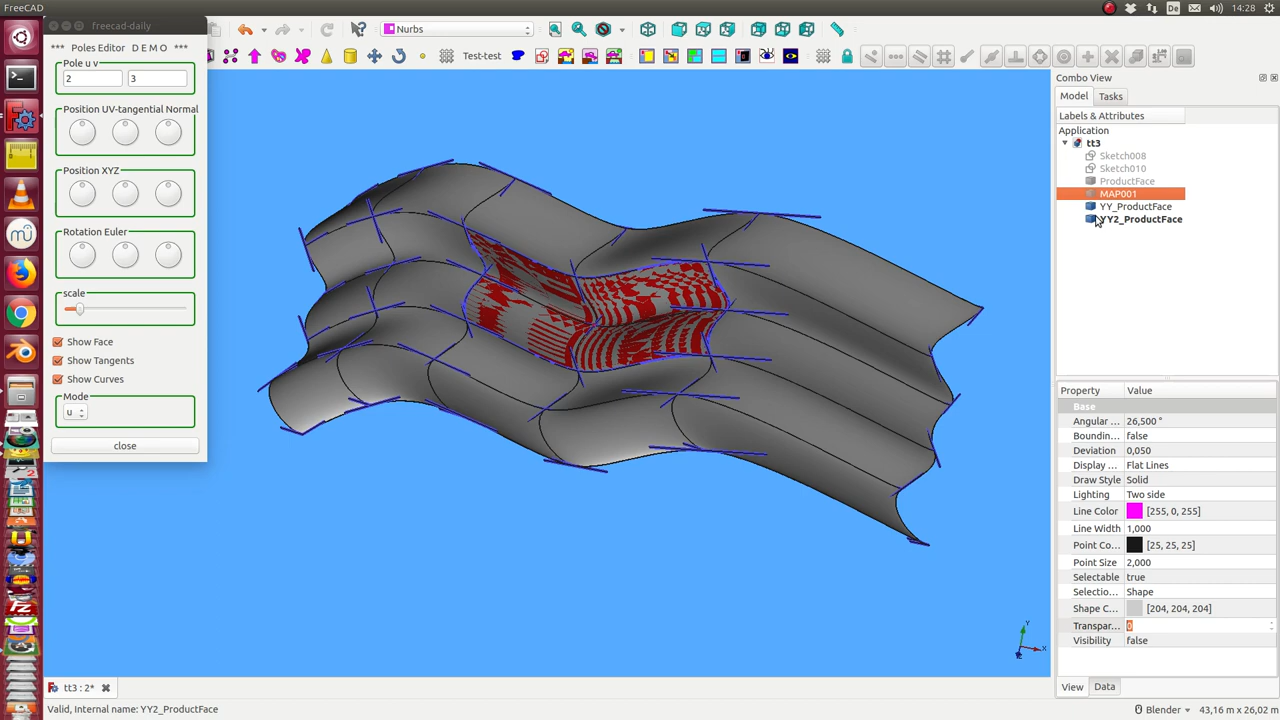 FreeCAD
De
14:28
freecad-daily
Nurbs
*** Poles Editor D E M O ***
Pole u v
2
3
Position UV-tangential Normal
Position XYZ
Rotation Euler
scale
Show Face
Show Tangents
Show Curves
Mode
u
close
Test-test
Combo View
Model
Tasks
Labels & Attributes
Application
tt3
Sketch008
Sketch010
ProductFace
MAP001
YY_ProductFace
YY2_ProductFace
Property
Value
Base
Angular ...
26,500 °
Boundin...
false
Deviation
0,050
Display ...
Flat Lines
Draw Style
Solid
Lighting
Two side
Line Color
[255, 0, 255]
Line Width
1,000
Point Co...
[25, 25, 25]
Point Size
2,000
Selectable
true
Selectio...
Shape
Shape C...
[204, 204, 204]
Transpar...
0
Visibility
false
View
Data
Y
X
tt3 : 2*
Valid, Internal name: YY2_ProductFace
Blender
43,16 m x 26,02 m